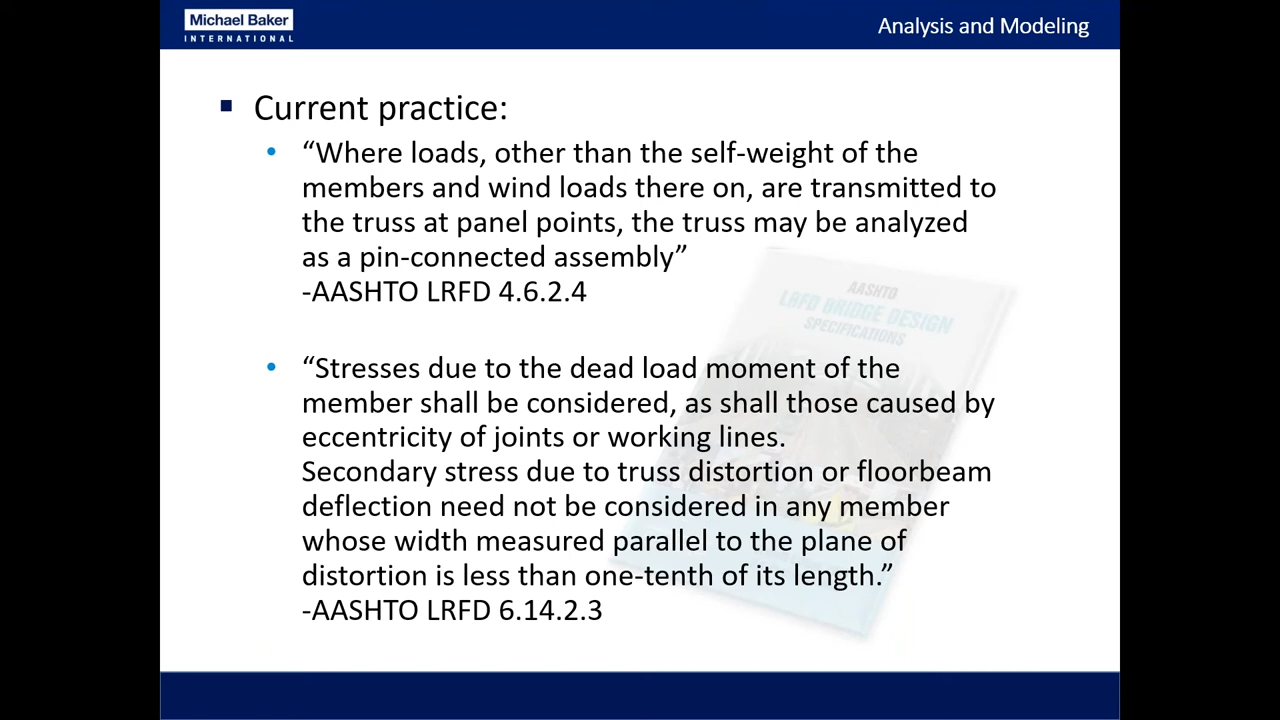 Michael Baker
INTERNATIONAL
Analysis and Modeling
Current practice:
“Where loads, other than the self-weight of the
members and wind loads there on, are transmitted to
the truss at panel points, the truss may be analyzed
as a pin-connected assembly”
-AASHTO LRFD 4.6.2.4
AASHTO
LRFD BRIDGE DESIGN
SPECIFICATIONS
“Stresses due to the dead load moment of the
member shall be considered, as shall those caused by
eccentricity of joints or working lines.
Secondary stress due to truss distortion or floorbeam
deflection need not be considered in any member
whose width measured parallel to the plane of
distortion is less than one-tenth of its length.”
-AASHTO LRFD 6.14.2.3